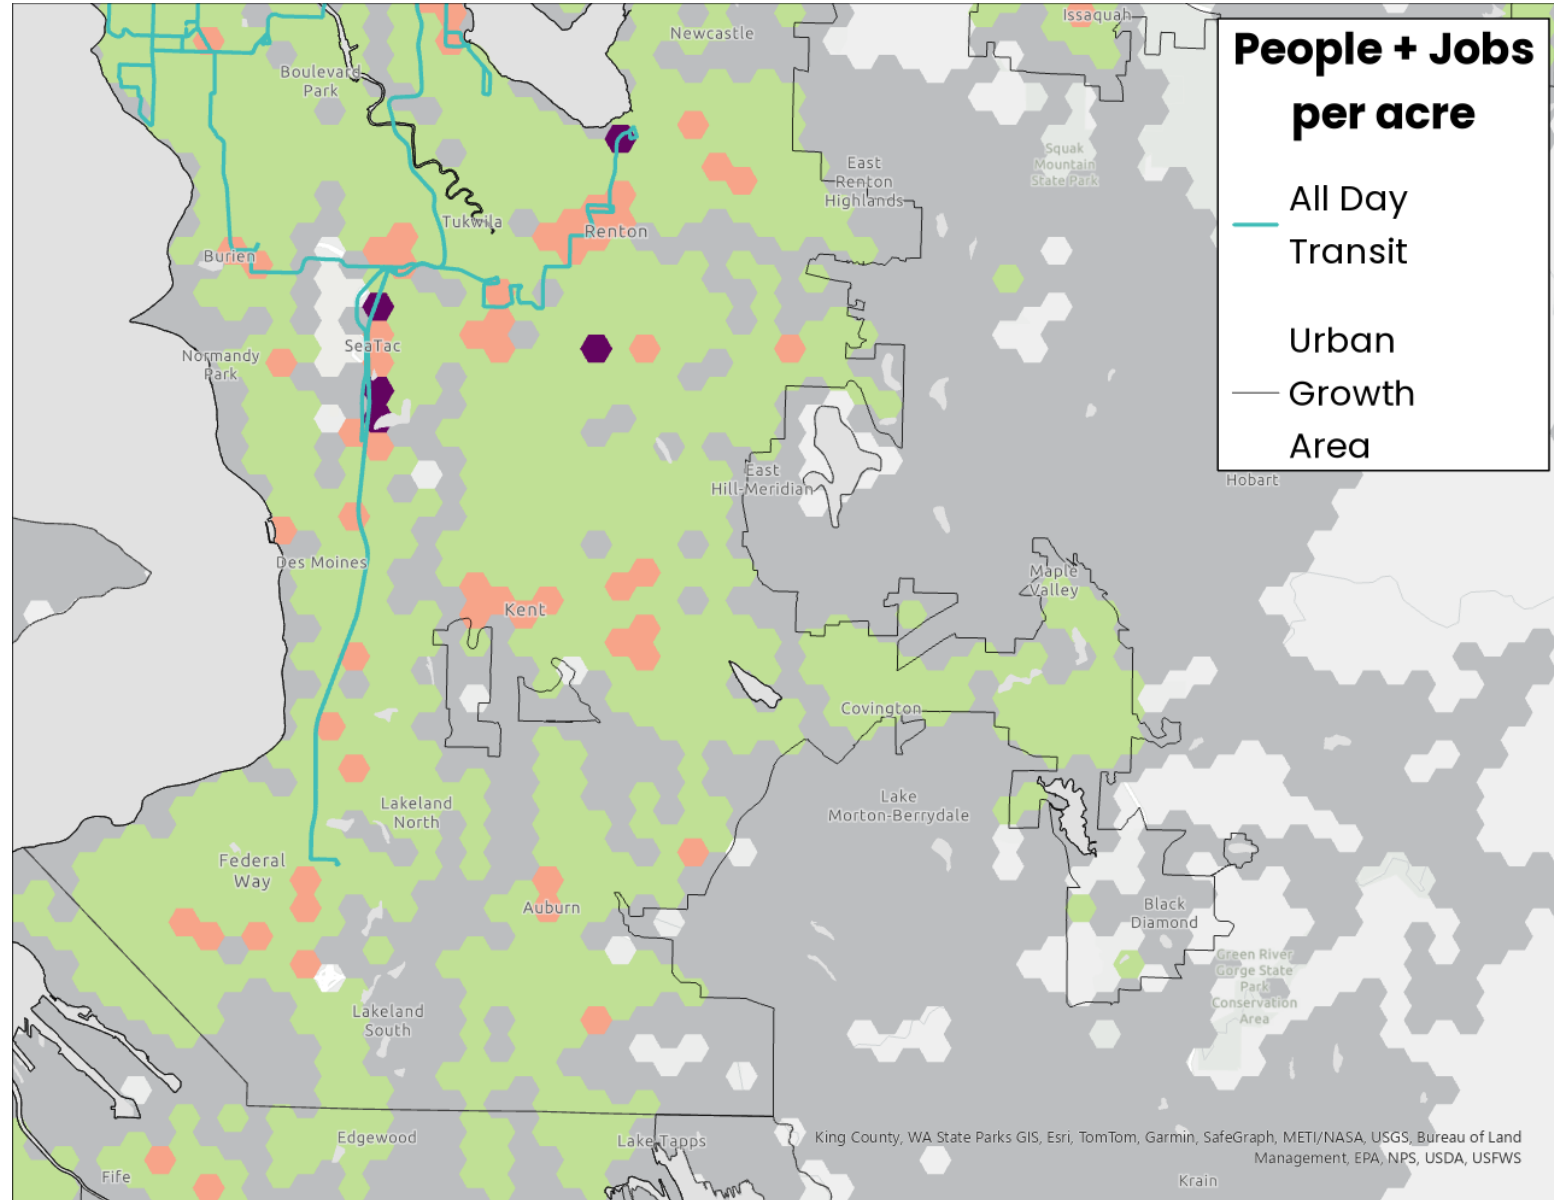 Newcastle
Issaquah
People + Jobs
per acre
Boulevard
Park
Squak
Mountain
State Park
East
Renton
Highlands
All Day
Transit
Tukwila
Renton
Burien
Urban
Growth
Area
SeaTac
Normandy
Park
East
Hill-Meridian
Hobart
Des Moines
Maple
Valley
Kent
Covington
Lakeland
North
Lake
Morton-Berrydale
Federal
Way
Auburn
Black
Diamond
Green River
Gorge State
Park
Conservation
Area
Lakeland
South
Edgewood
Lake Tapps
King County, WA State Parks GIS, Esri, TomTom, Garmin, SafeGraph, METI/NASA, USGS, Bureau of Land
Management, EPA, NPS, USDA, USFWS
Fife
Krain